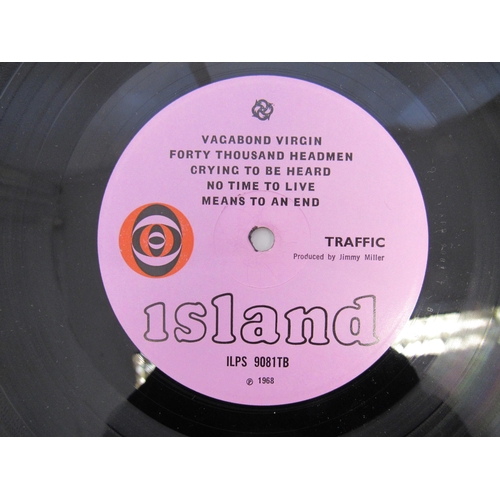 VAGABOND VIRGIN
FORTY THOUSAND HEADMEN
CRYING TO BE HEARD
NO TIME TO LIVE
MEANS TO AN END
TRAFFIC
Produced by Jimmy Miller
island
ILPS 9081TB
℗ 1968